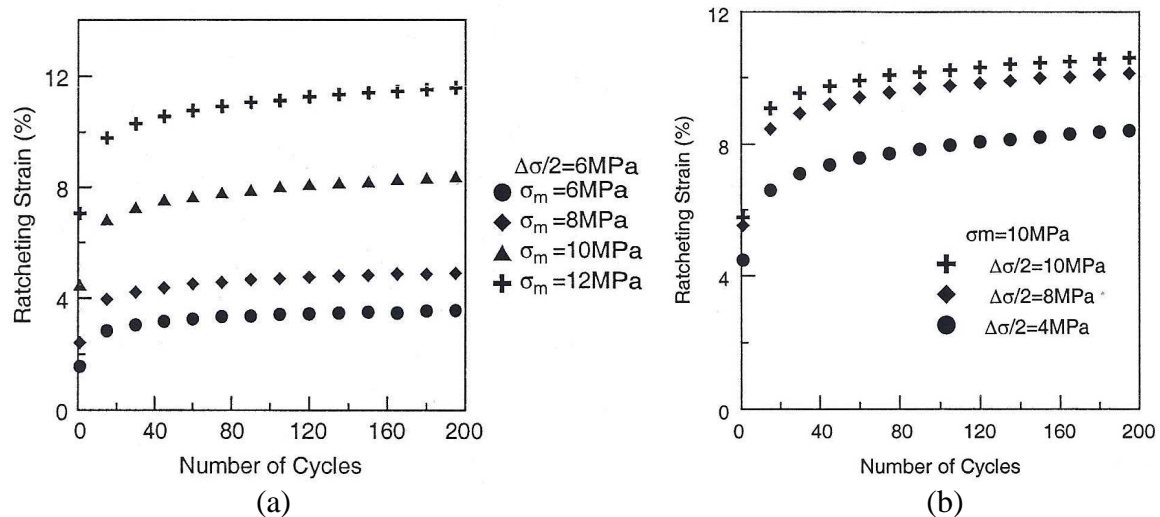 Ratcheting Strain (%)
12
8
4
0
0 40 80 120 160 200
Number of Cycles
Δσ/2=6MPa
σm =6MPa
σm =8MPa
σm =10MPa
σm =12MPa
(a)
Ratcheting Strain (%)
12
8
4
0
0 40 80 120 160 200
Number of Cycles
σm=10MPa
Δσ/2=10MPa
Δσ/2=8MPa
Δσ/2=4MPa
(b)